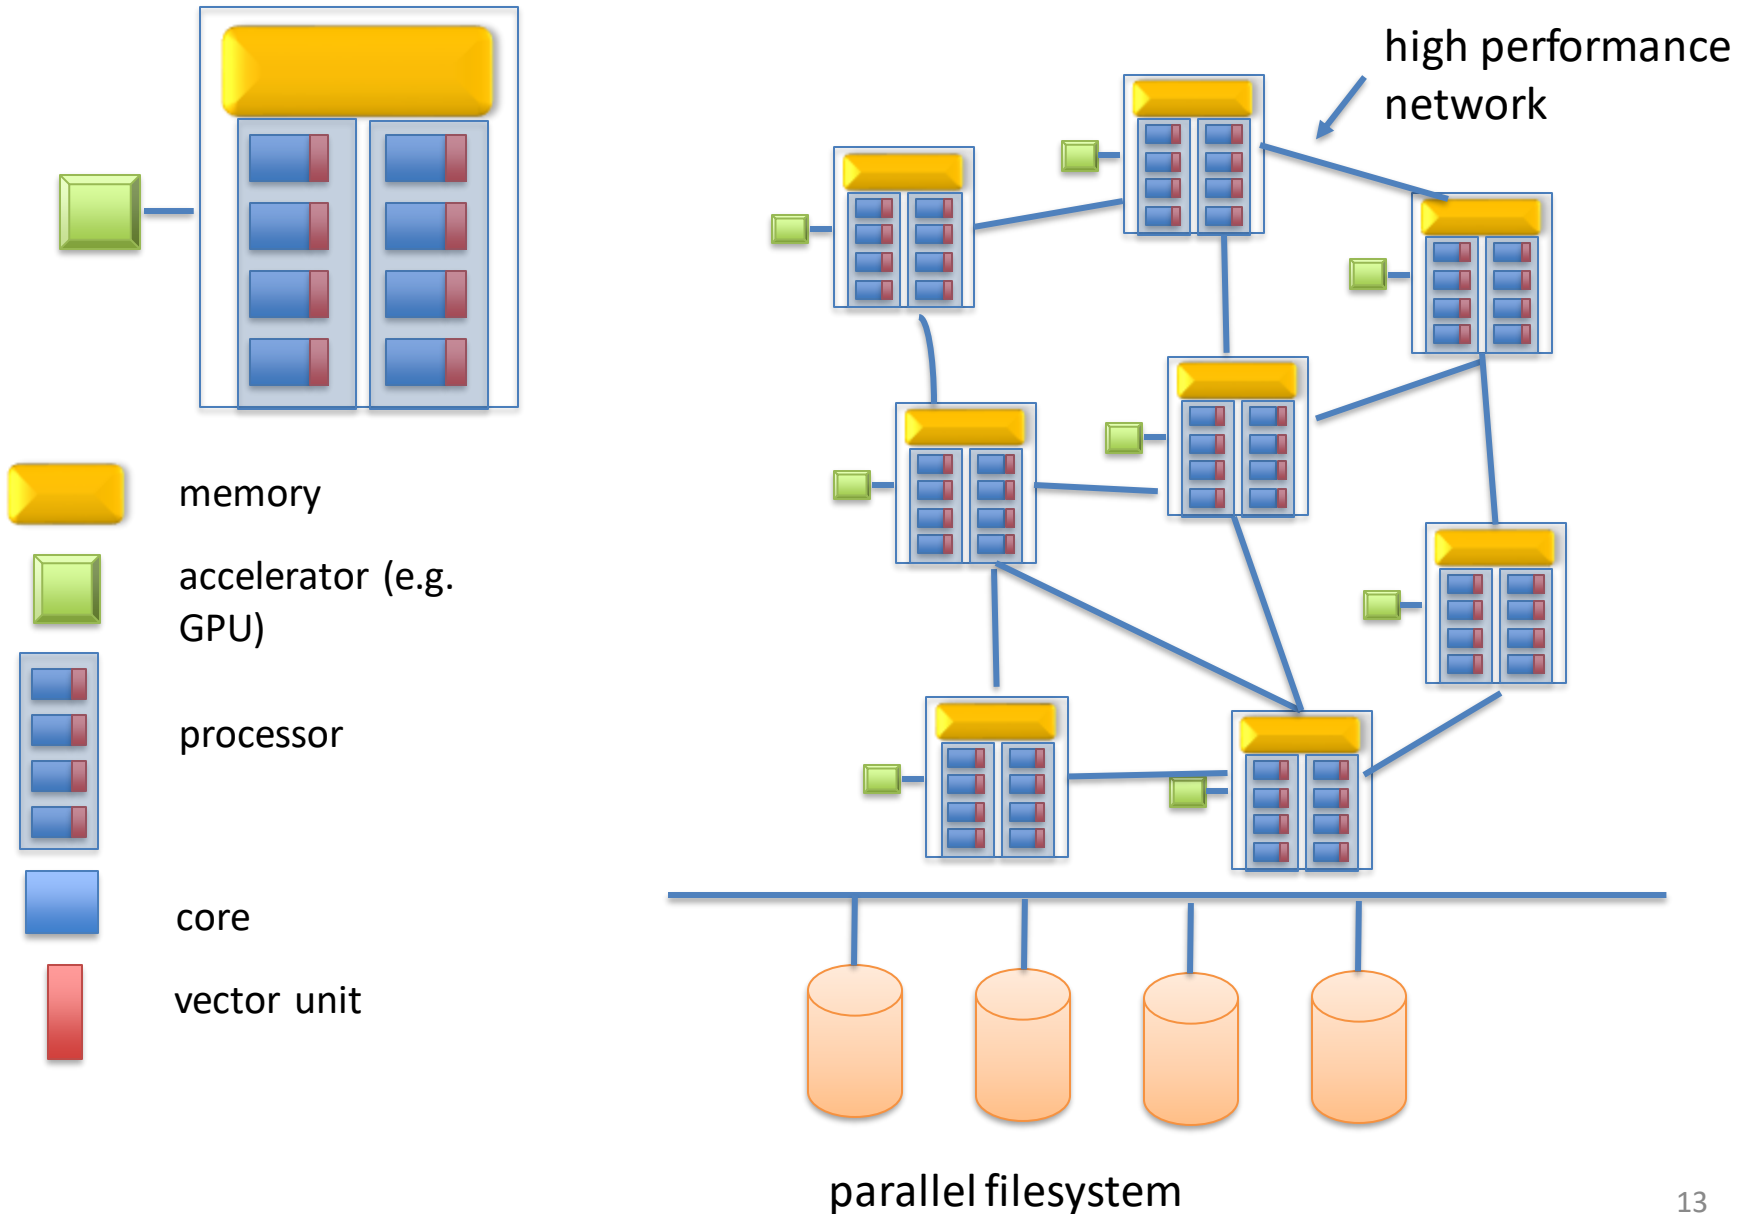 high performance
network
memory
accelerator (e.g.
GPU)
processor
core
vector unit
parallel filesystem
13